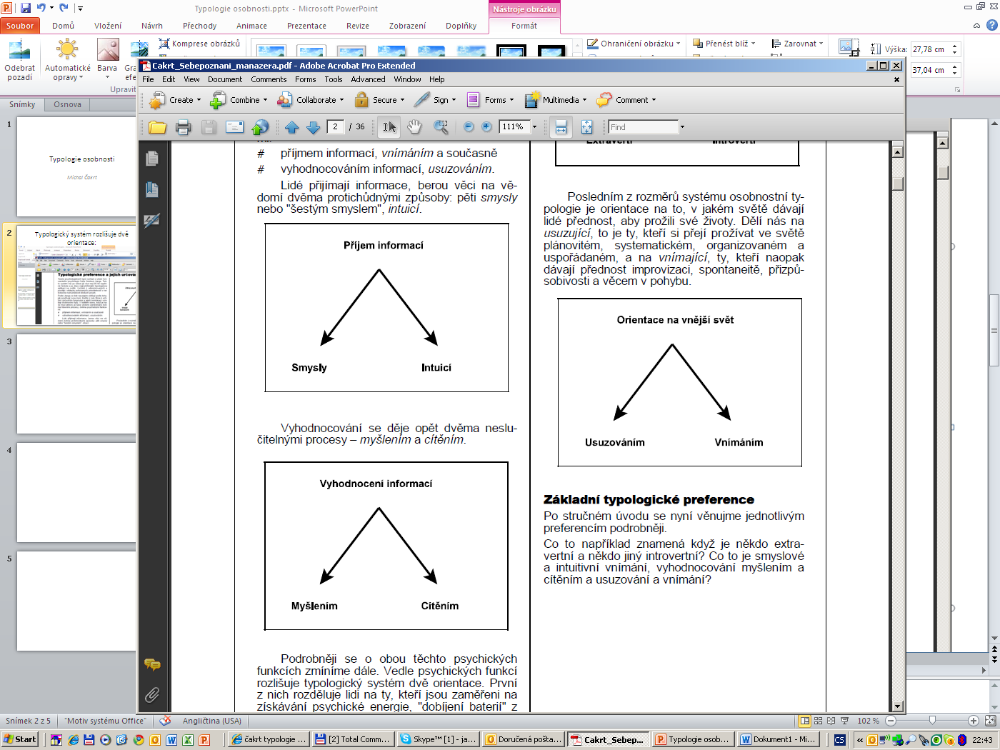 Typologie osobnosti.pptx - Microsoft PowerPoint
Nástroje obrázku
Soubor
Domů
Vložení
Návrh
Přechody
Animace
Prezentace
Revize
Zobrazení
Doplňky
Formát
Odebrat
pozadí
Automatické
opravy
Barva
Komprese obrázků
Ohraničení obrázku
Přenést blíž
Zarovnat
Výška: 27,78 cm
37,04 cm
Upravit
Snímky
Osnova
1
Typologie osobnosti
Michal Čakrt
2
Typologický systém rozlišuje dvě
orientace:
3
4
5
Cakrt_Sebepoznani_manazera.pdf - Adobe Acrobat Pro Extended
File Edit View Document Comments Forms Tools Advanced Window Help
Create Combine Collaborate Secure Sign Forms Multimedia Comment
2 / 36
111%
Find
# příjmem informací, vnímáním a současně
# vyhodnocováním informací, usuzováním.
Lidé přijímají informace, berou věci na vě-
domí dvěma protichůdnými způsoby: pěti smysly
nebo "šestým smyslem", intuicí.
Příjem informací
Smysly Intuicí
Vyhodnocování se děje opět dvěma neslu-
čitelnými procesy – myšlením a cítěním.
Vyhodnocení informací
Myšlením Cítěním
Podrobněji se o obou těchto psychických
funkcích zmíníme dále. Vedle psychických funkcí
rozlišuje typologický systém dvě orientace. První
z nich rozděluje lidi na ty, kteří jsou zaměřeni na
získávání psychické energie, "dobíjení baterií" z
Extraverti Introverti
Posledním z rozměrů systému osobnostní ty-
pologie je orientace na to, v jakém světě dávají
lidé přednost, aby prožili své životy. Dělí nás na
usuzující, to je ty, kteří si přejí prožívat ve světě
plánovitém, systematickém, organizovaném a
uspořádaném, a na vnímající, ty, kteří naopak
dávají přednost improvizaci, spontaneitě, přizpů-
sobivosti a věcem v pohybu.
Orientace na vnější svět
Usuzováním Vnímáním
Základní typologické preference
Po stručném úvodu se nyní věnujme jednotlivým
preferencím podrobněji.
Co to například znamená když je někdo extra-
vertní a někdo jiný introvertní? Co to je smyslové
a intuitivní vnímání, vyhodnocování myšlením a
cítěním a usuzování a vnímání?
Snímek 2 z 5
"Motiv systému Office"
Angličtina (USA)
102 %
Start
čakrt typologie ...
[2] Total Comm...
Skype™ [1] - ja...
Doručená pošta...
Cakrt_Sebep...
Typologie osob...
Dokument1 - Mi...
CS
22:43